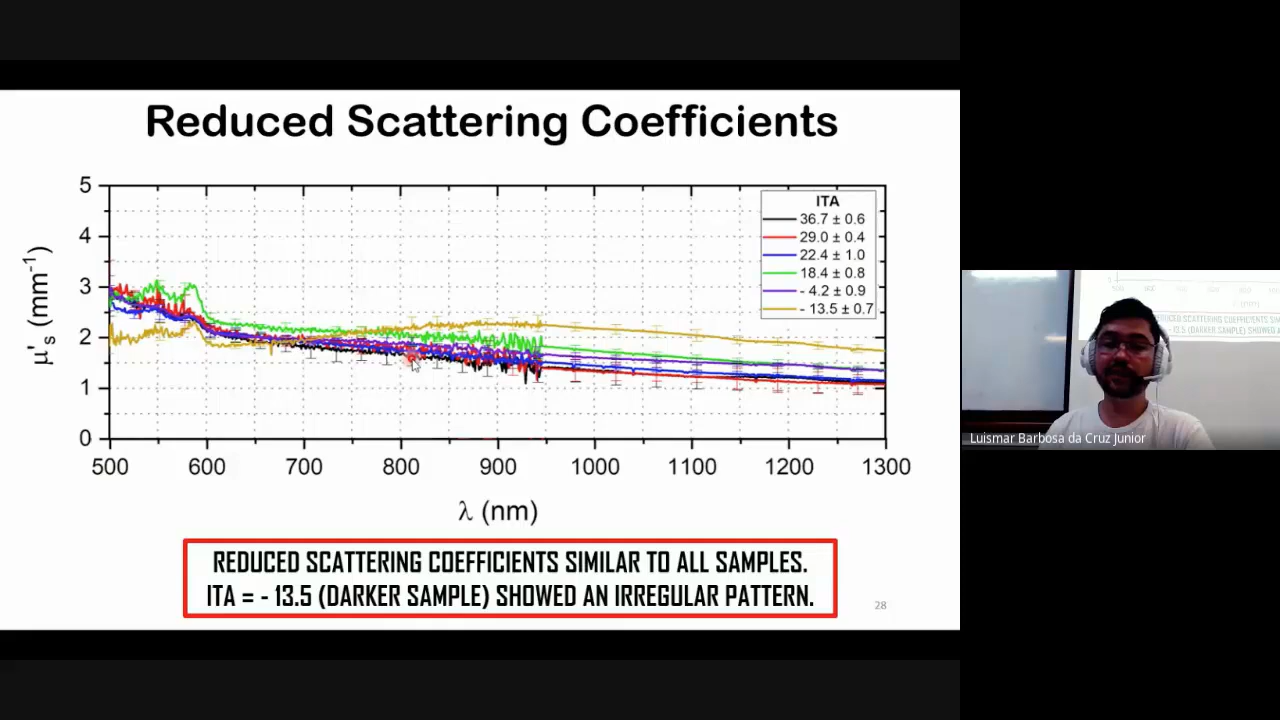 Reduced Scattering Coefficients
5
4
3
2
1
0
μ's (mm-1)
500 600 700 800 900 1000 1100 1200 1300
λ (nm)
ITA
36.7 ± 0.6
29.0 ± 0.4
22.4 ± 1.0
18.4 ± 0.8
- 4.2 ± 0.9
- 13.5 ± 0.7
REDUCED SCATTERING COEFFICIENTS SIMILAR TO ALL SAMPLES.
ITA = - 13.5 (DARKER SAMPLE) SHOWED AN IRREGULAR PATTERN.
28
Luismar Barbosa da Cruz Junior